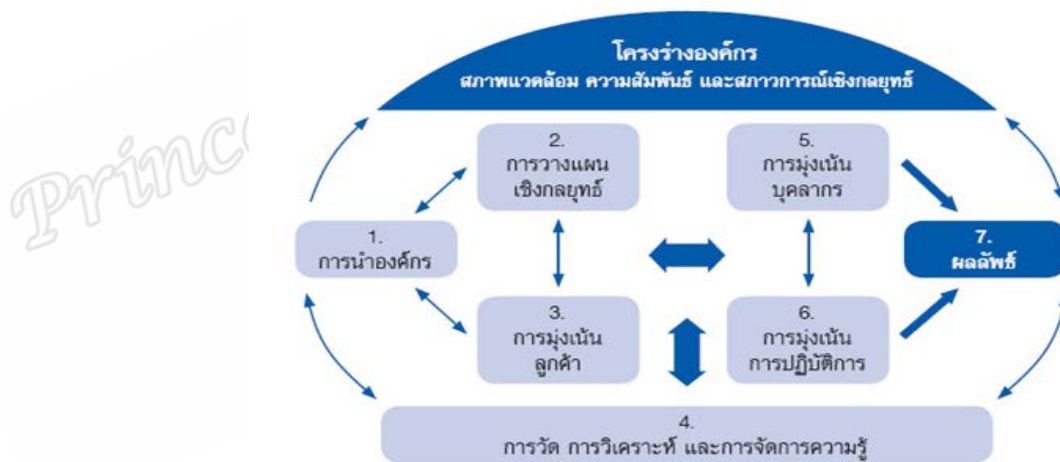 โครงร่างองค์กร
สภาพแวดล้อม ความสัมพันธ์ และสภาวการณ์เชิงกลยุทธ์
1.
การนำองค์กร
2.
การวางแผน
เชิงกลยุทธ์
3.
การมุ่งเน้น
ลูกค้า
5.
การมุ่งเน้น
บุคลากร
6.
การมุ่งเน้น
การปฏิบัติการ
7.
ผลลัพธ์
4.
การวัด การวิเคราะห์ และการจัดการความรู้